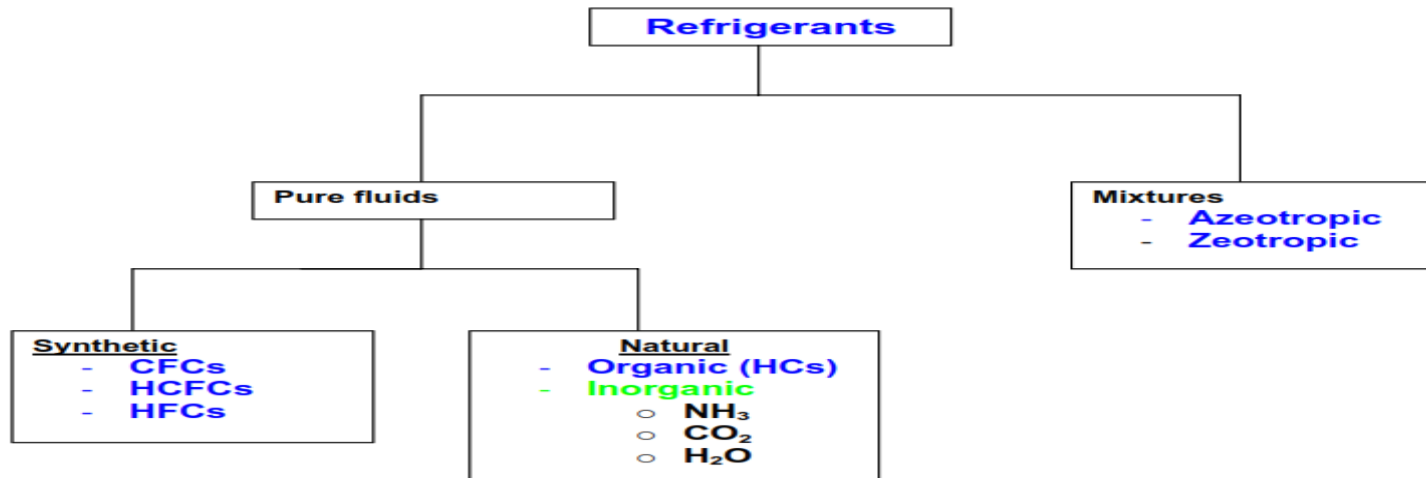 Refrigerants
Pure fluids
Mixtures
- Azeotropic
- Zeotropic
Synthetic
- CFCs
- HCFCs
- HFCs
Natural
- Organic (HCs)
- Inorganic
○ NH₃
○ CO₂
○ H₂O